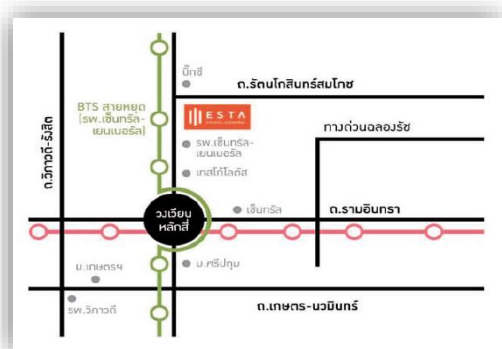 บิ๊กซี
ถ.รัตนโกสินทร์สมโภช
BTS สายหยุด
(รพ.เซ็นทรัล-
เยนเนอรัล)
ESTA
ถ.วิภาวดี-รังสิต
ทางด่วนฉลองรัช
รพ.เซ็นทรัล-
เยนเนอรัล
เทสโก้โลตัส
วงเวียน
หลักสี่
เซ็นทรัล
ถ.รามอินทรา
ม.เกษตรฯ
ม.ศรีปทุม
รพ.วิภาวดี
ถ.เกษตร-นวมินทร์